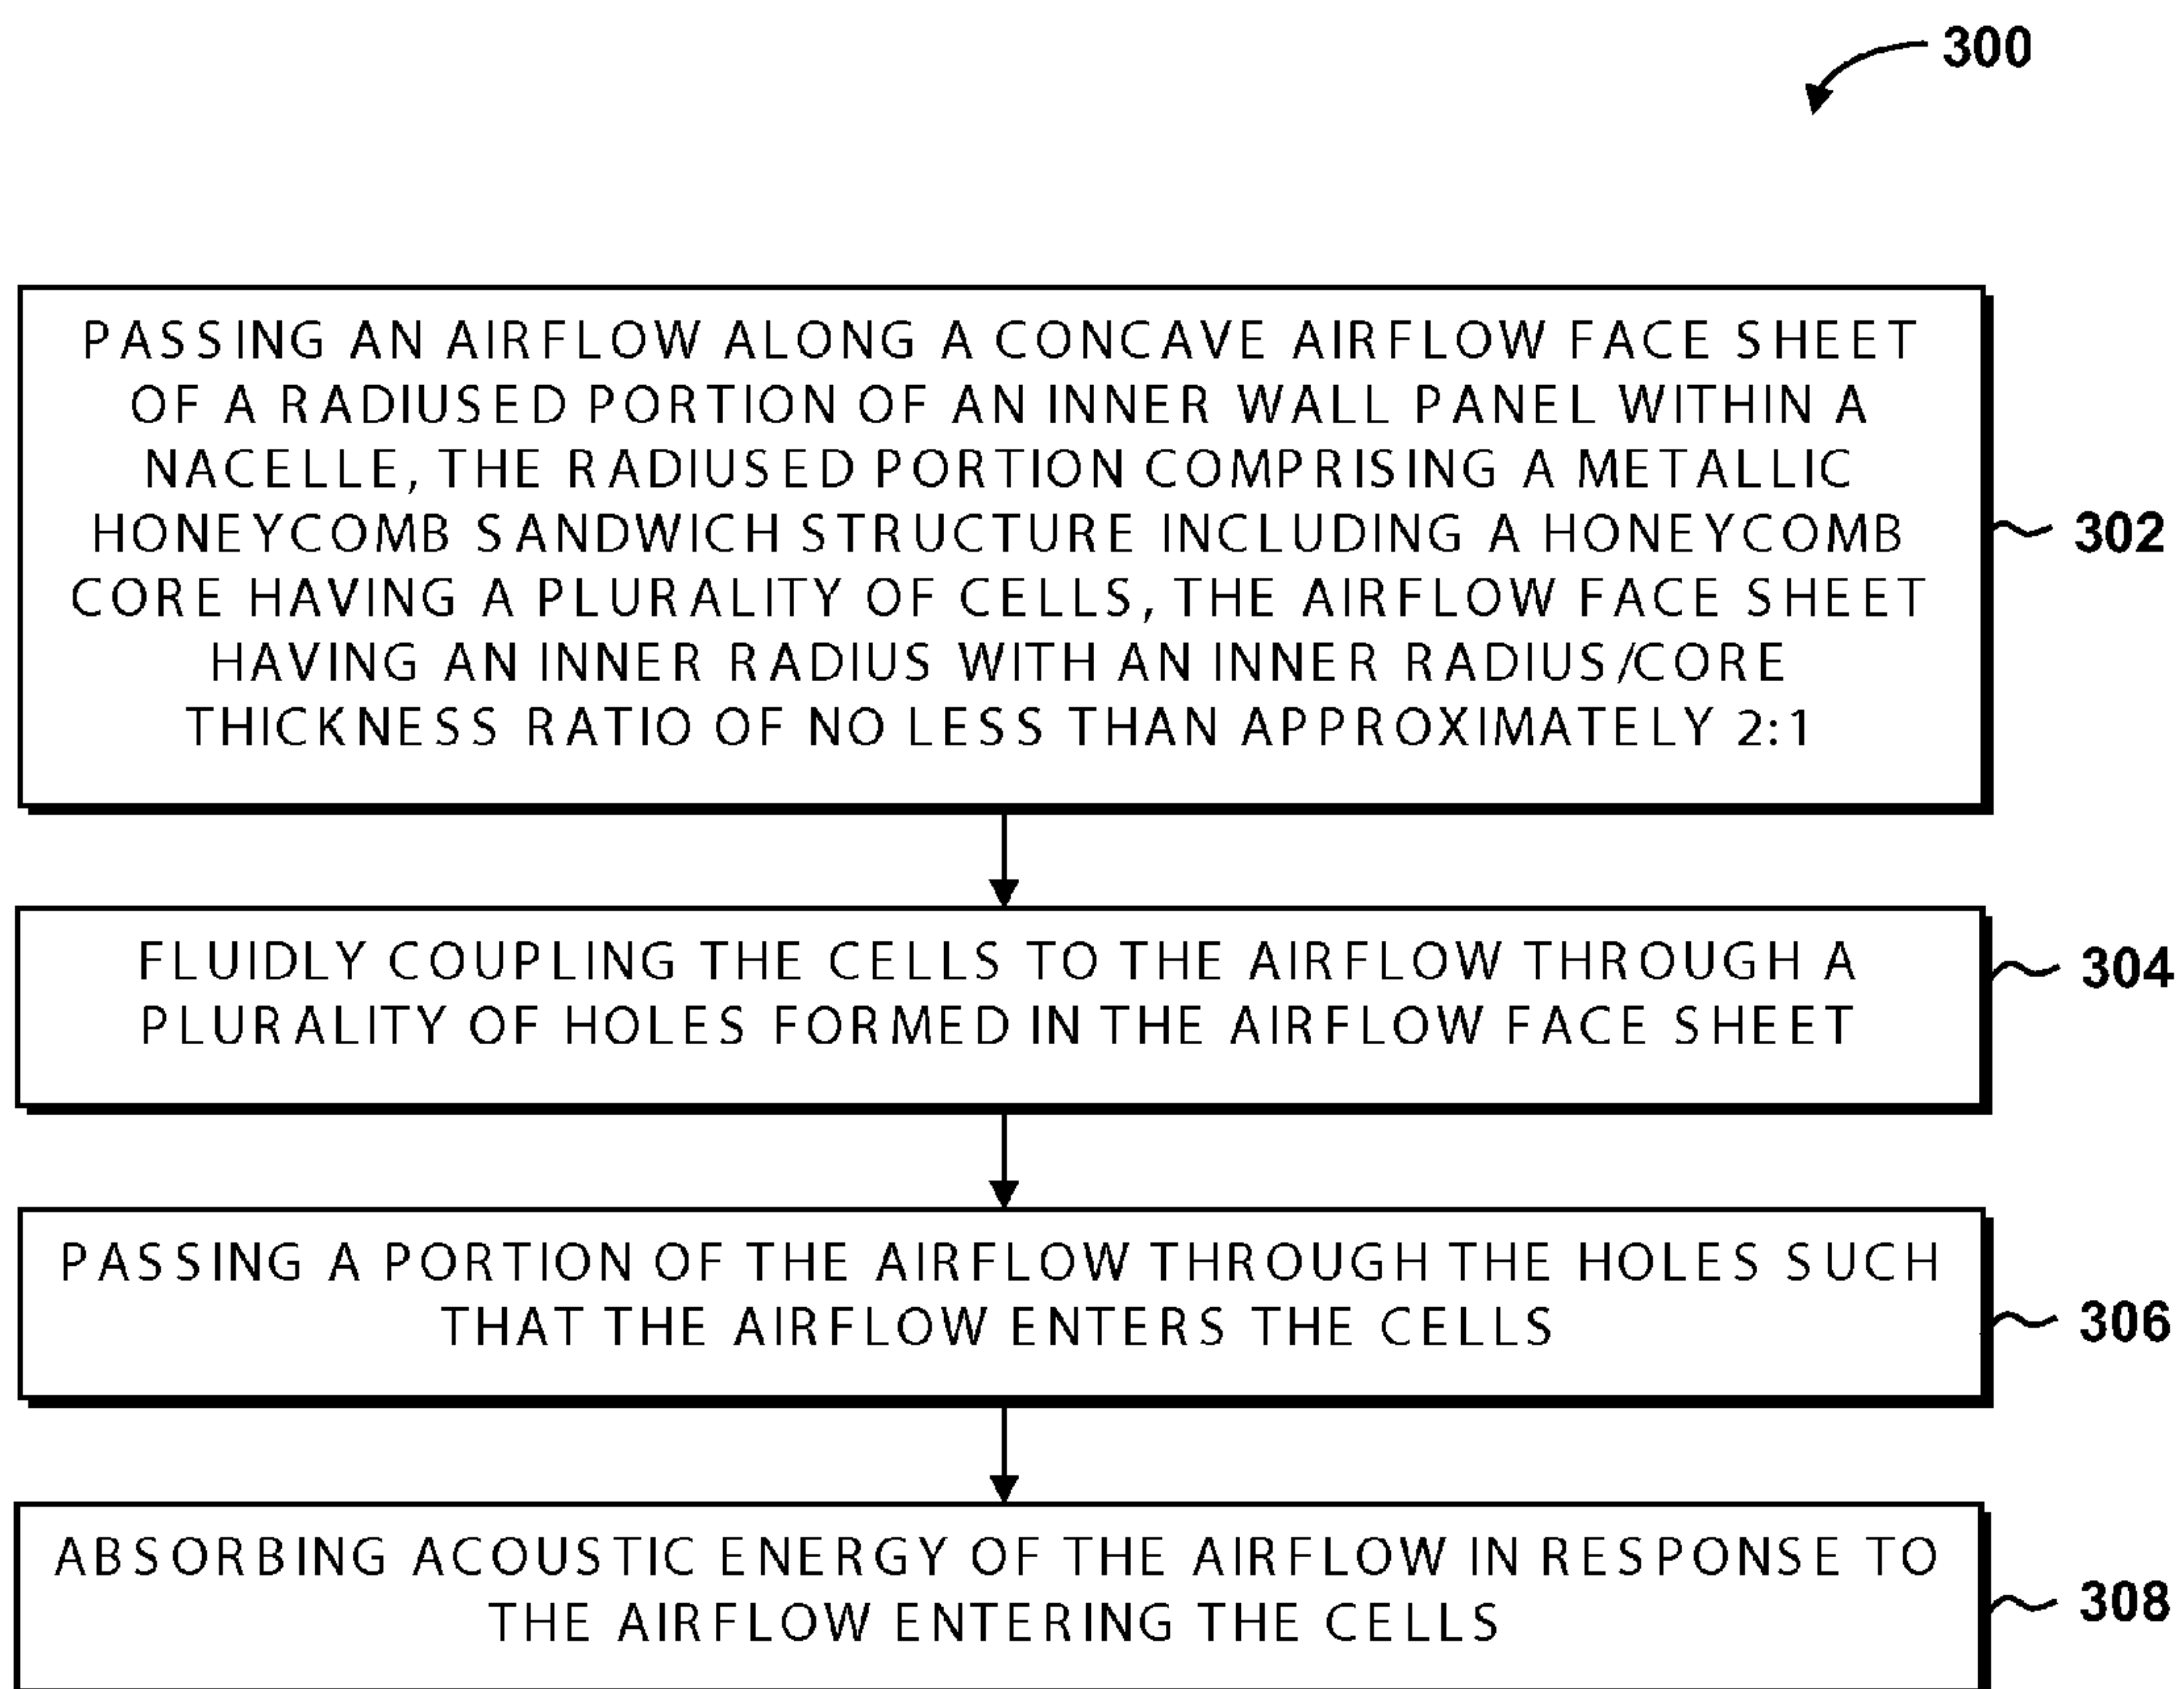 300
PASSING AN AIRFLOW ALONG A CONCAVE AIRFLOW FACE SHEET
OF A RADIUSED PORTION OF AN INNER WALL PANEL WITHIN A
NACELLE, THE RADIUSED PORTION COMPRISING A METALLIC
HONEYCOMB SANDWICH STRUCTURE INCLUDING A HONEYCOMB
CORE HAVING A PLURALITY OF CELLS, THE AIRFLOW FACE SHEET
HAVING AN INNER RADIUS WITH AN INNER RADIUS/CORE
THICKNESS RATIO OF NO LESS THAN APPROXIMATELY 2:1
302
FLUIDLY COUPLING THE CELLS TO THE AIRFLOW THROUGH A
PLURALITY OF HOLES FORMED IN THE AIRFLOW FACE SHEET
304
PASSING A PORTION OF THE AIRFLOW THROUGH THE HOLES SUCH
THAT THE AIRFLOW ENTERS THE CELLS
306
ABSORBING ACOUSTIC ENERGY OF THE AIRFLOW IN RESPONSE TO
THE AIRFLOW ENTERING THE CELLS
308